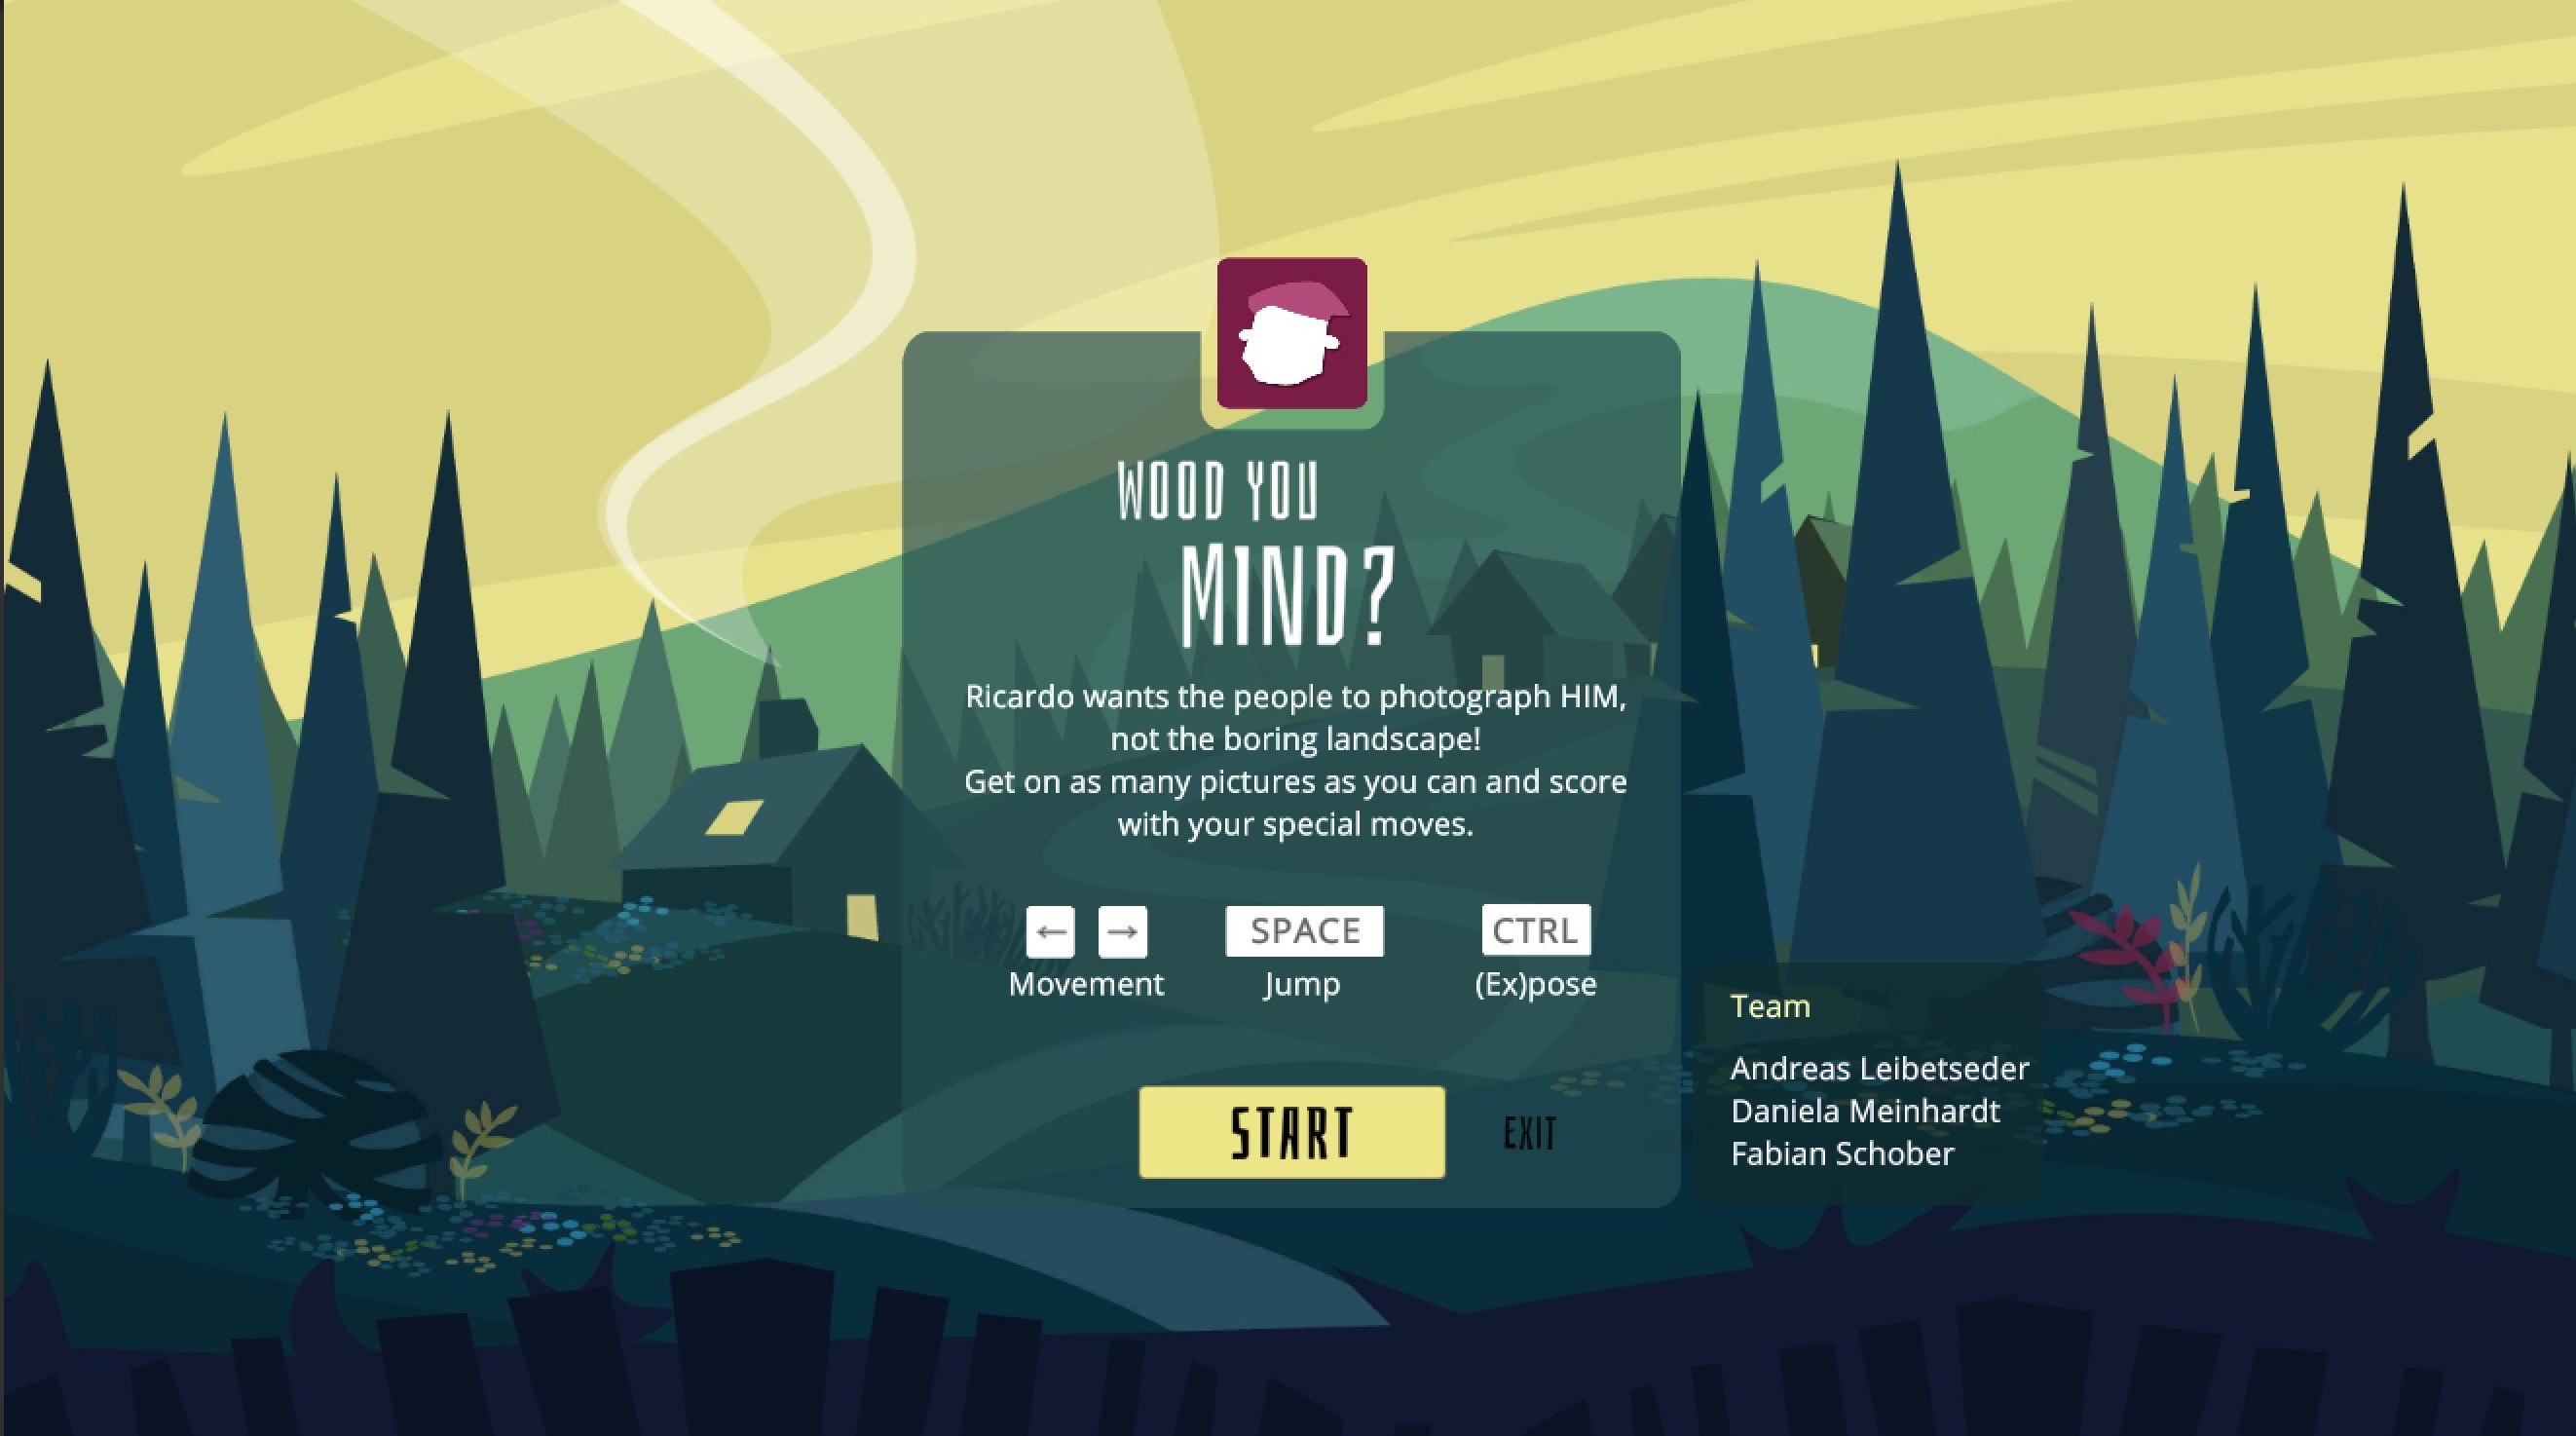 WOOD YOU
MIND?
Ricardo wants the people to photograph HIM,
not the boring landscape!
Get on as many pictures as you can and score
with your special moves.
← → SPACE CTRL
Movement Jump (Ex)pose
START EXIT
Team
Andreas Leibetseder
Daniela Meinhardt
Fabian Schober